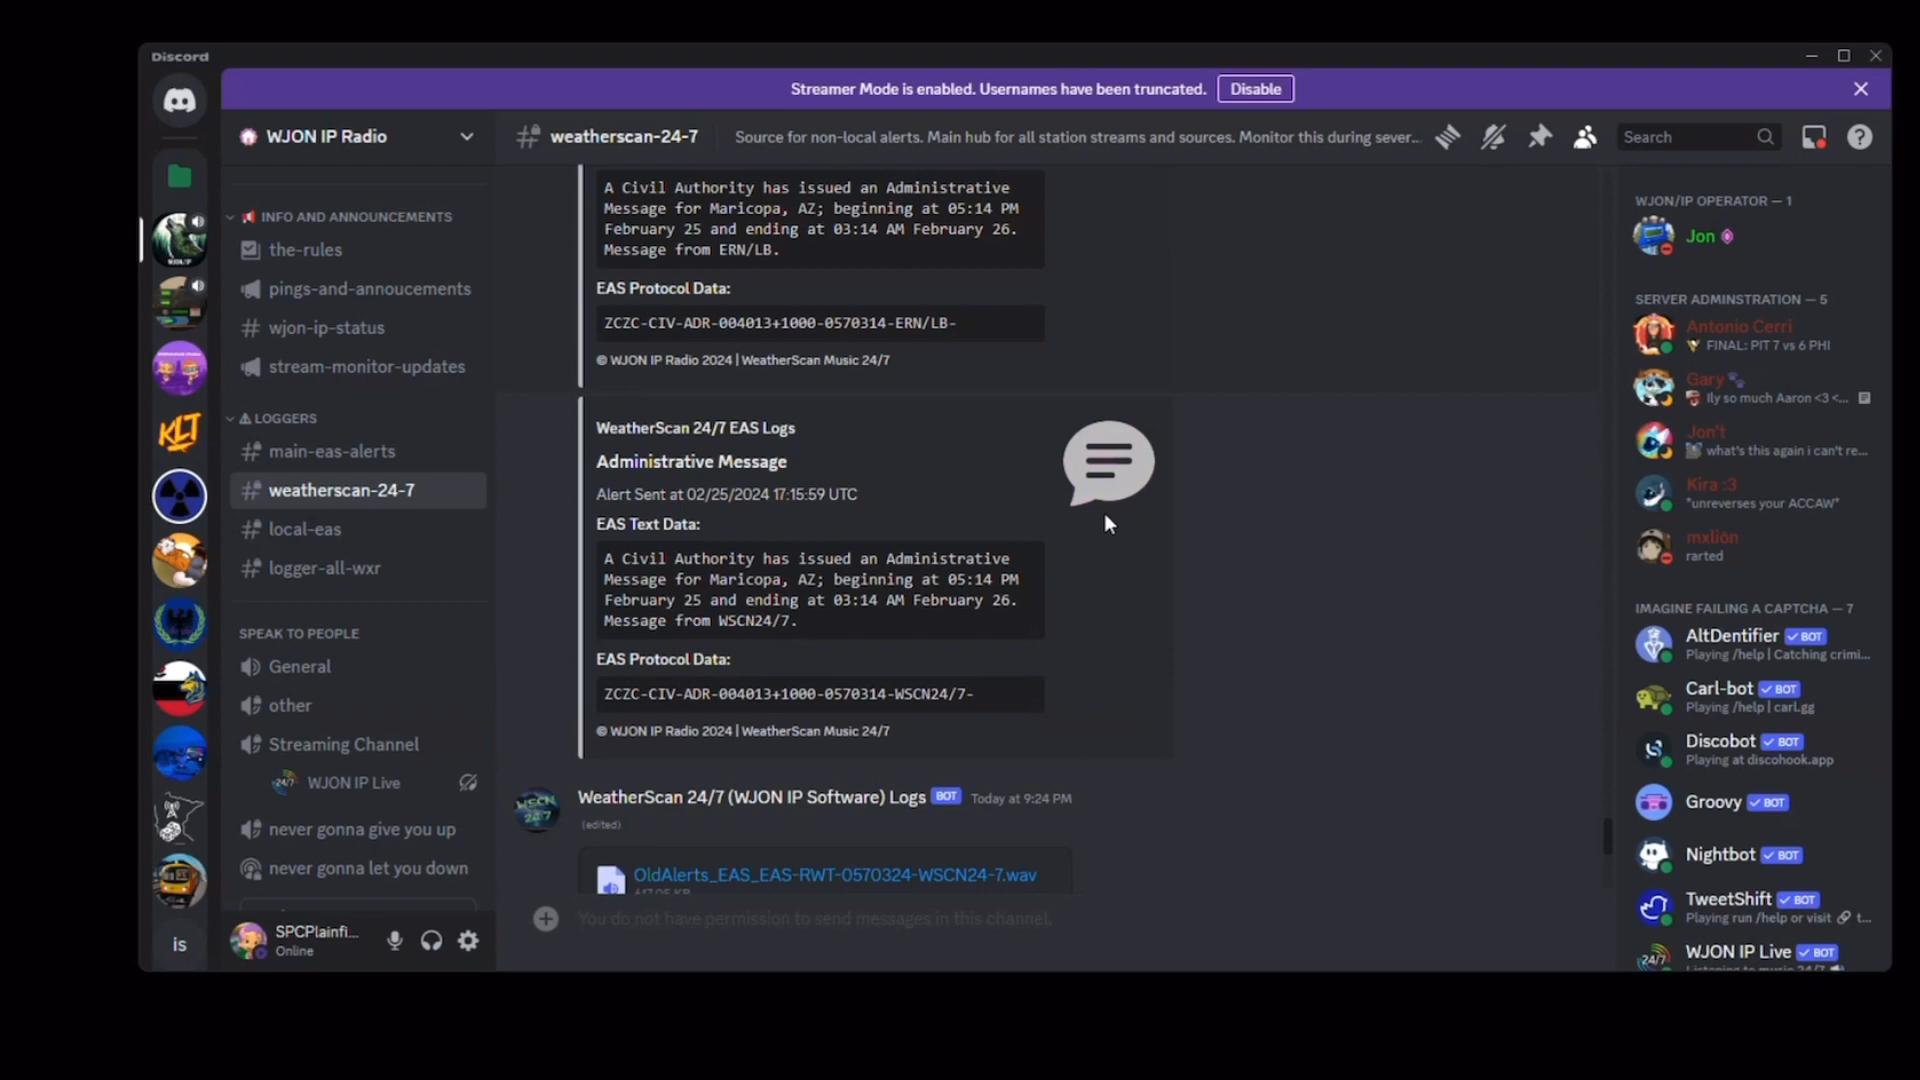 Discord
Streamer Mode is enabled. Usernames have been truncated. Disable
WJON IP Radio
weatherscan-24-7
Source for non-local alerts. Main hub for all station streams and sources. Monitor this during sever...
Search
INFO AND ANNOUNCEMENTS
the-rules
pings-and-annoucements
wjon-ip-status
stream-monitor-updates
LOGGERS
main-eas-alerts
weatherscan-24-7
local-eas
logger-all-wxr
SPEAK TO PEOPLE
General
other
Streaming Channel
24/7 WJON IP Live
never gonna give you up
never gonna let you down
KLT
is
SPCPlainfi...
Online
A Civil Authority has issued an Administrative
Message for Maricopa, AZ; beginning at 05:14 PM
February 25 and ending at 03:14 AM February 26.
Message from ERN/LB.
EAS Protocol Data:
ZCZC-CIV-ADR-004013+1000-0570314-ERN/LB-
© WJON IP Radio 2024 | WeatherScan Music 24/7
WeatherScan 24/7 EAS Logs
Administrative Message
Alert Sent at 02/25/2024 17:15:59 UTC
EAS Text Data:
A Civil Authority has issued an Administrative
Message for Maricopa, AZ; beginning at 05:14 PM
February 25 and ending at 03:14 AM February 26.
Message from WSCN24/7.
EAS Protocol Data:
ZCZC-CIV-ADR-004013+1000-0570314-WSCN24/7-
© WJON IP Radio 2024 | WeatherScan Music 24/7
WSCN
24/7
WeatherScan 24/7 (WJON IP Software) Logs BOT Today at 9:24 PM
(edited)
OldAlerts_EAS_EAS-RWT-0570324-WSCN24-7.wav
You do not have permission to send messages in this channel.
WJON/IP OPERATOR — 1
Jon
SERVER ADMINSTRATION — 5
Antonio Cerri
FINAL: PIT 7 vs 6 PHI
Gary
Ily so much Aaron <3 <...
Jon't
what's this again i can't re...
Kira :3
*unreverses your ACCAW*
mxliōn
rarted
IMAGINE FAILING A CAPTCHA — 7
AltDentifier BOT
Playing /help | Catching crimi...
Carl-bot BOT
Playing /help | carl.gg
Discobot BOT
Playing at discohook.app
Groovy BOT
Nightbot BOT
TweetShift BOT
Playing run /help or visit t...
24/7 WJON IP Live BOT
Listening to music 24/7